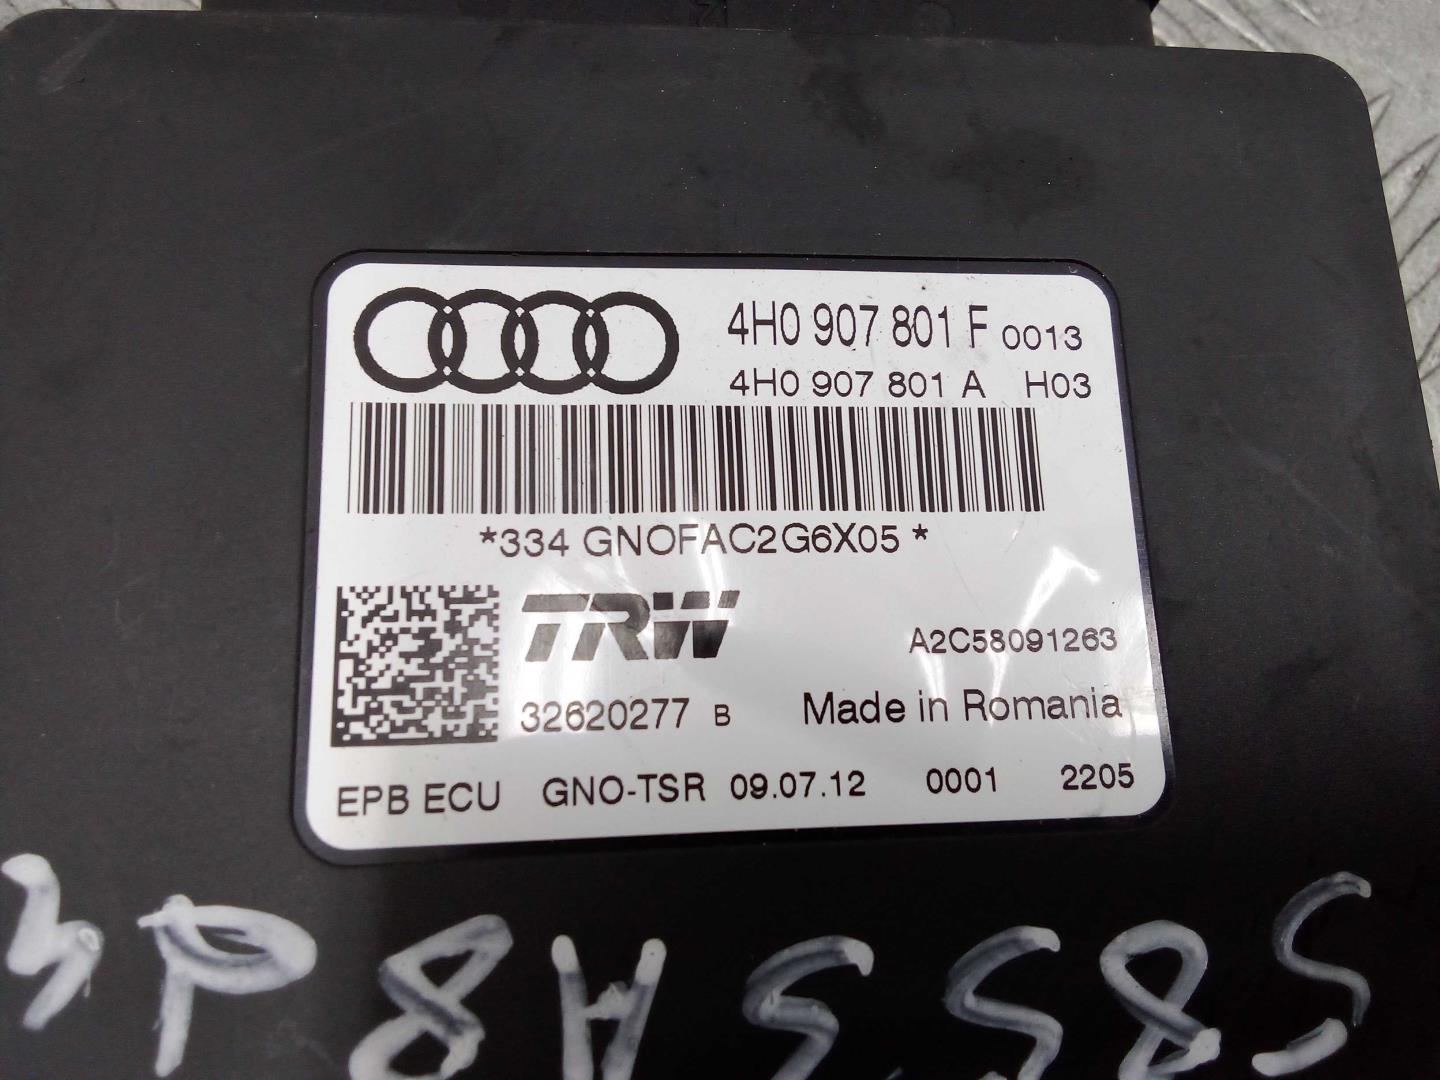 4H0 907 801 F 0013
4H0 907 801 A H03
*334 GNOFAC2G6X05 *
TRW
A2C58091263
32620277 B
Made in Romania
EPB ECU GNO-TSR 09.07.12 0001 2205